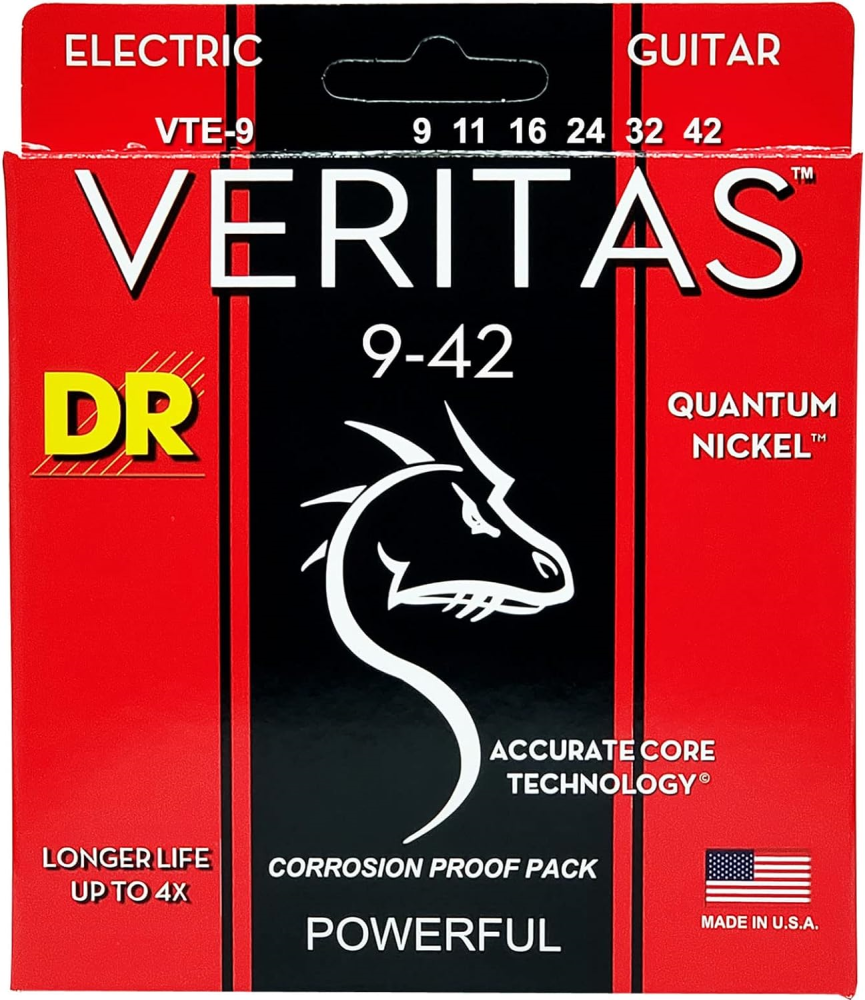 ELECTRIC GUITAR
VTE-9 9 11 16 24 32 42
VERITAS™
9-42
DR
QUANTUM
NICKEL™
ACCURATE CORE
TECHNOLOGY©
LONGER LIFE
UP TO 4X
CORROSION PROOF PACK
POWERFUL
MADE IN U.S.A.